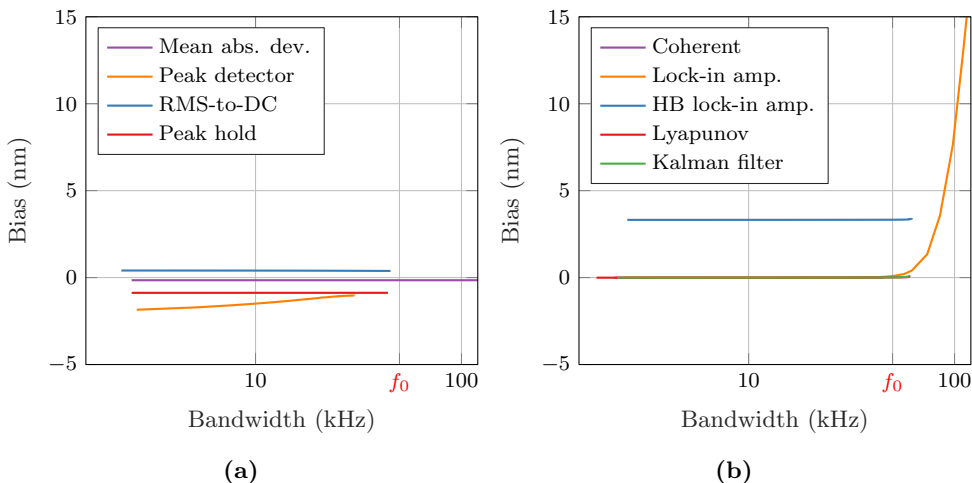 15
10
5
0
−5
Bias (nm)
Mean abs. dev.
Peak detector
RMS-to-DC
Peak hold
10
f0
100
Bandwidth (kHz)
(a)
15
10
5
0
−5
Bias (nm)
Coherent
Lock-in amp.
HB lock-in amp.
Lyapunov
Kalman filter
10
f0
100
Bandwidth (kHz)
(b)